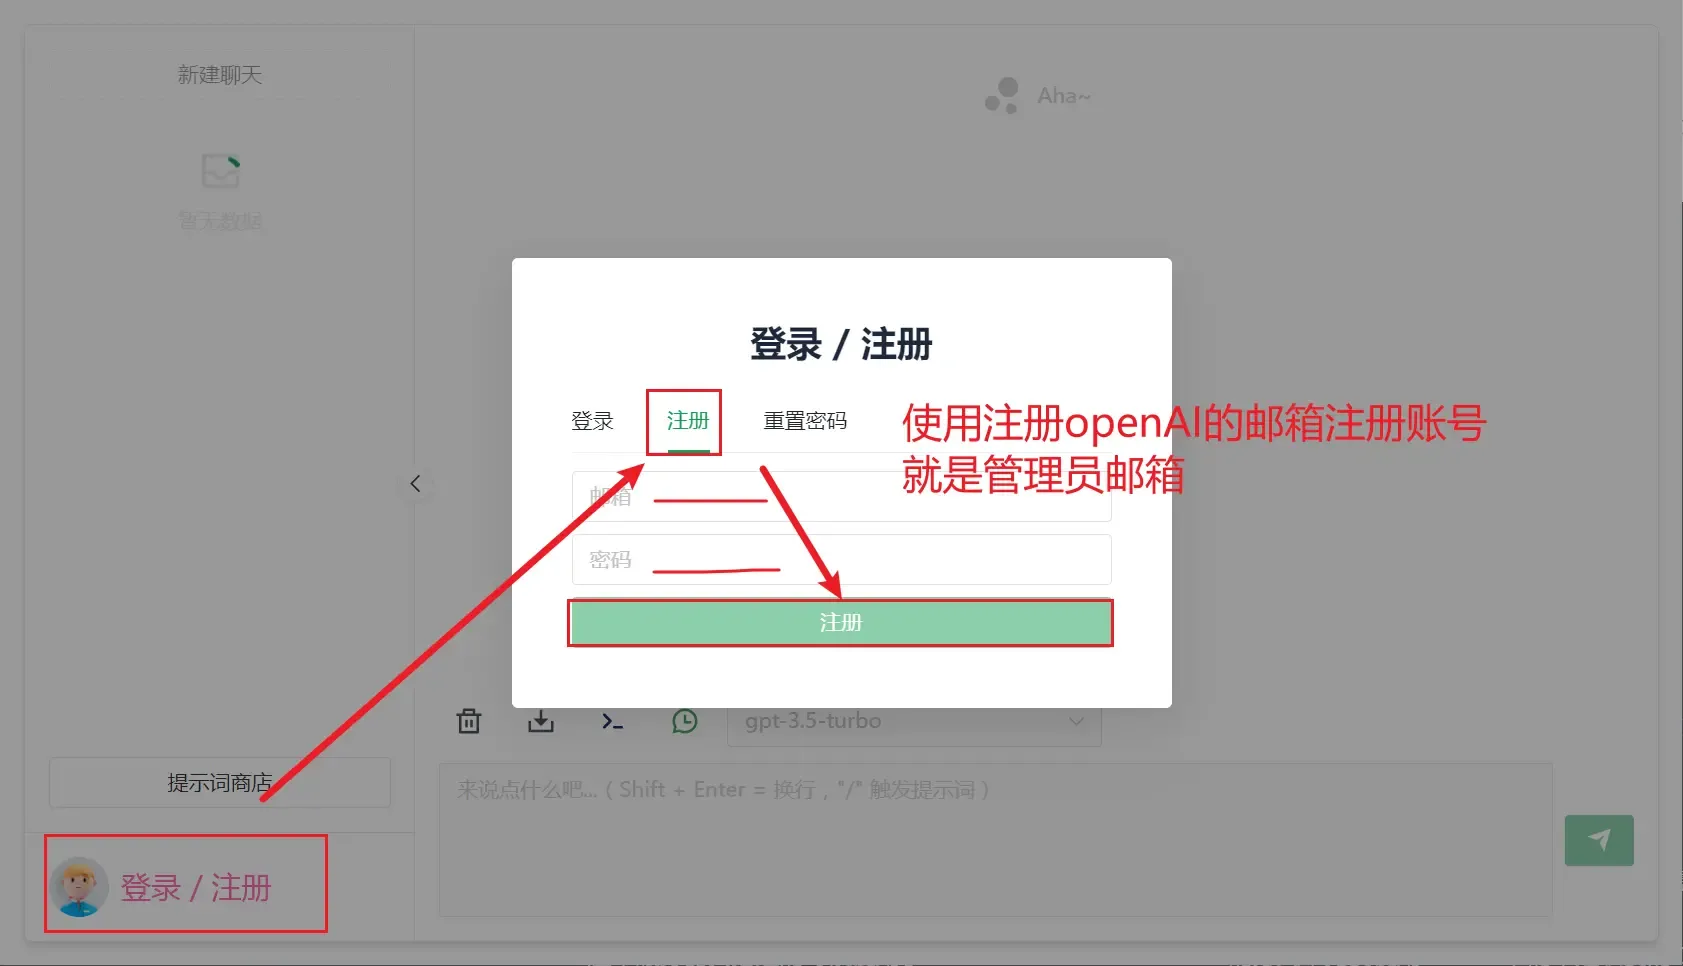 新建聊天
Aha~
暂无数据
登录 / 注册
登录
注册
重置密码
使用注册openAI的邮箱注册账号
就是管理员邮箱
邮箱
密码
注册
gpt-3.5-turbo
提示词商店
来说点什么吧...（Shift + Enter = 换行，"/" 触发提示词）
登录 / 注册